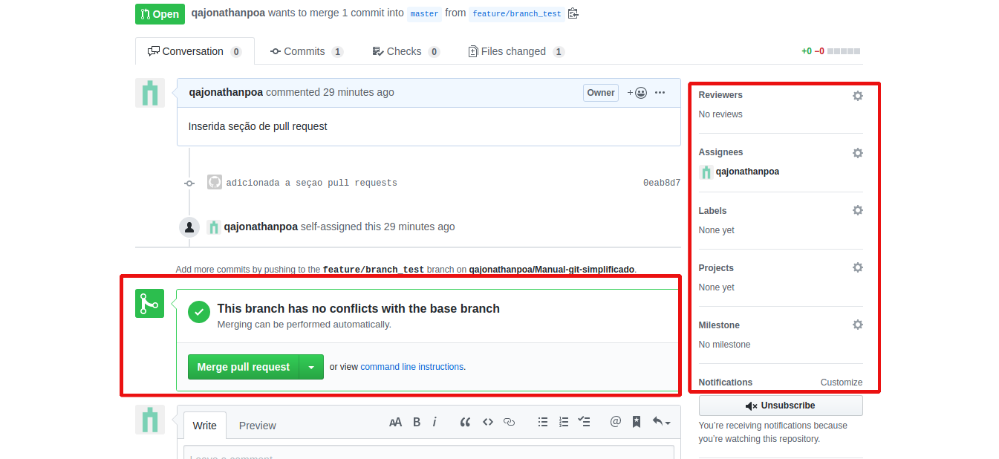 Open qajonathanpoa wants to merge 1 commit into master from feature/branch_test
Conversation 0 Commits 1 Checks 0 Files changed 1 +0 −0
qajonathanpoa commented 29 minutes ago Owner + •••
Inserida seção de pull request
adicionada a seçao pull requests 0eab8d7
qajonathanpoa self-assigned this 29 minutes ago
Add more commits by pushing to the feature/branch_test branch on qajonathanpoa/Manual-git-simplificado.
This branch has no conflicts with the base branch
Merging can be performed automatically.
Merge pull request or view command line instructions.
Write Preview AA B i “ <> @
Leave a comment
Reviewers
No reviews
Assignees
qajonathanpoa
Labels
None yet
Projects
None yet
Milestone
No milestone
Notifications Customize
Unsubscribe
You’re receiving notifications because
you’re watching this repository.